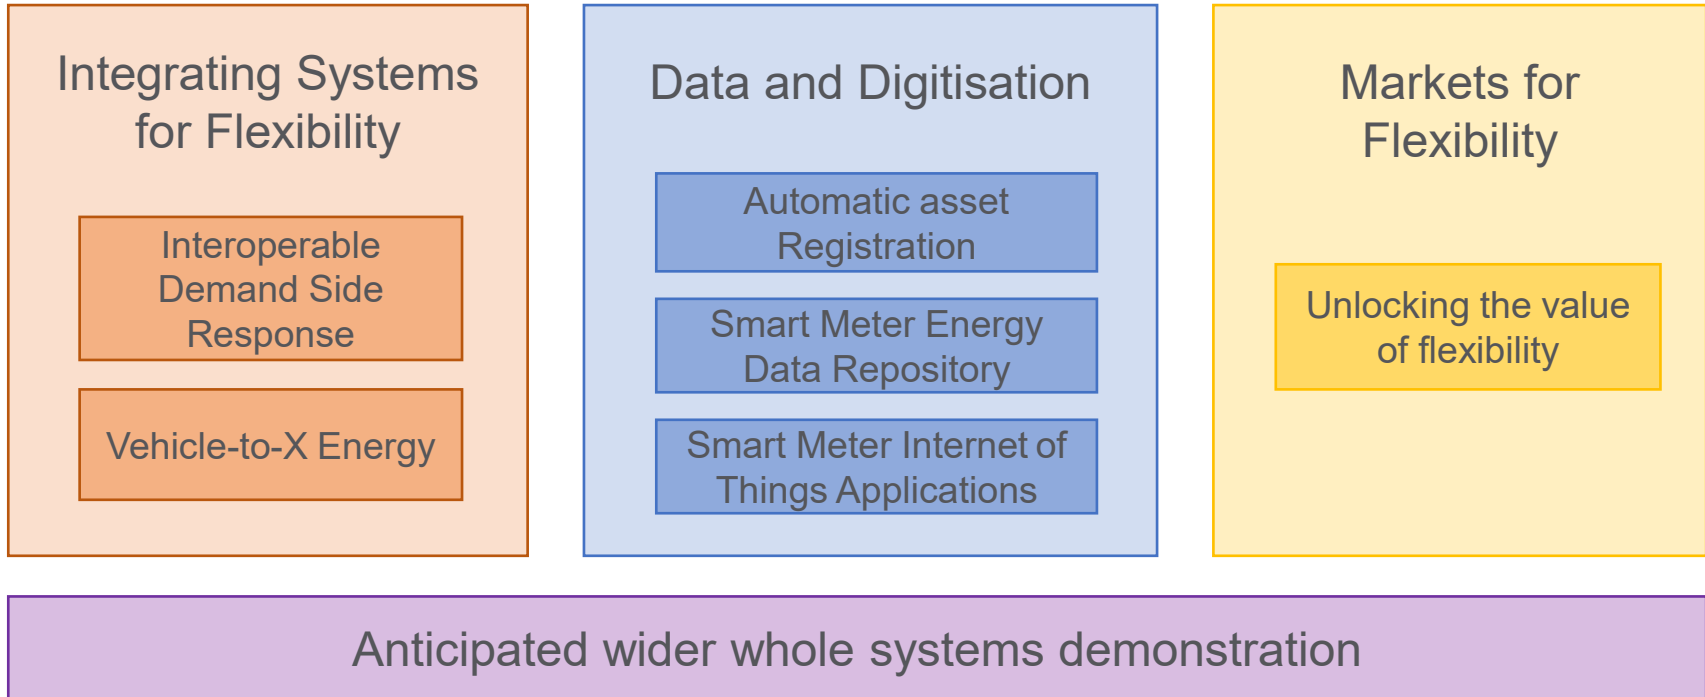 Integrating Systems
for Flexibility
Interoperable
Demand Side
Response
Vehicle-to-X Energy
Data and Digitisation
Automatic asset
Registration
Smart Meter Energy
Data Repository
Smart Meter Internet of
Things Applications
Markets for
Flexibility
Unlocking the value
of flexibility
Anticipated wider whole systems demonstration